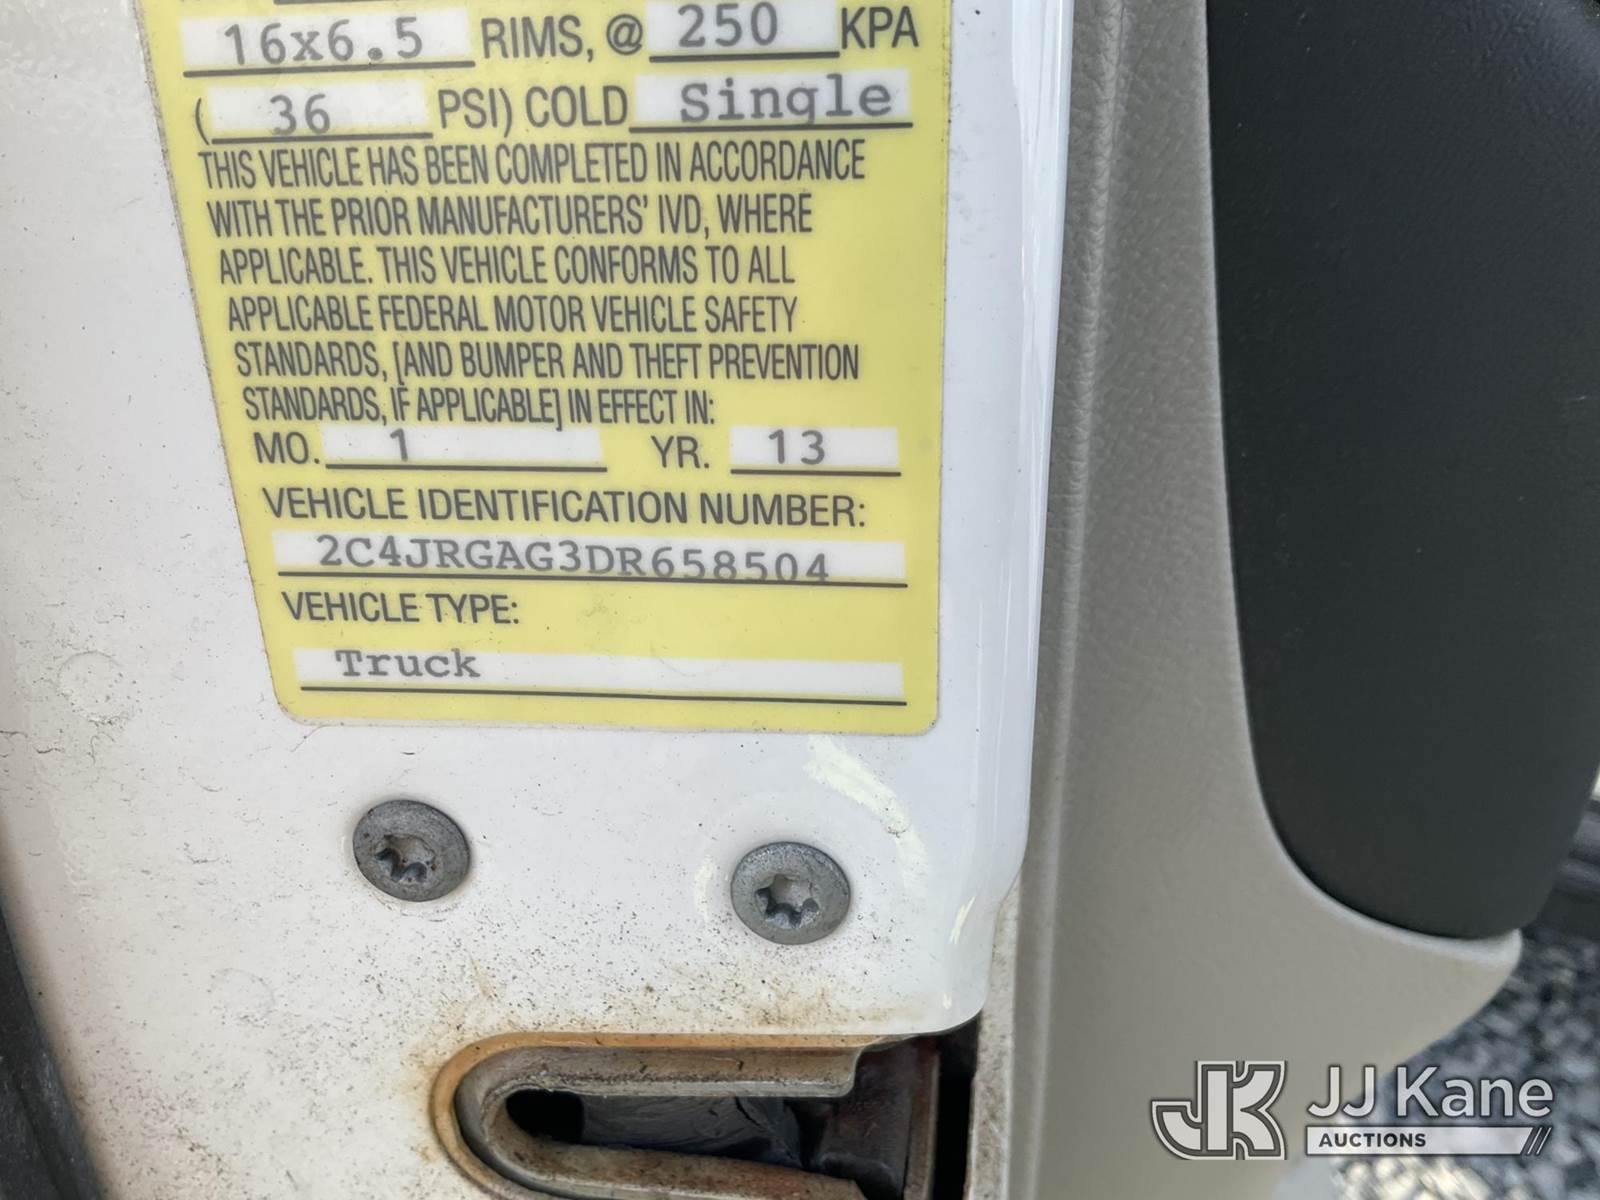 16x6.5 RIMS, @ 250 KPA
( 36 PSI) COLD Single
THIS VEHICLE HAS BEEN COMPLETED IN ACCORDANCE
WITH THE PRIOR MANUFACTURERS' IVD, WHERE
APPLICABLE. THIS VEHICLE CONFORMS TO ALL
APPLICABLE FEDERAL MOTOR VEHICLE SAFETY
STANDARDS, [AND BUMPER AND THEFT PREVENTION
STANDARDS, IF APPLICABLE] IN EFFECT IN:
MO. 1 YR. 13
VEHICLE IDENTIFICATION NUMBER:
2C4JRGAG3DR658504
VEHICLE TYPE:
Truck
JK JJ Kane
AUCTIONS